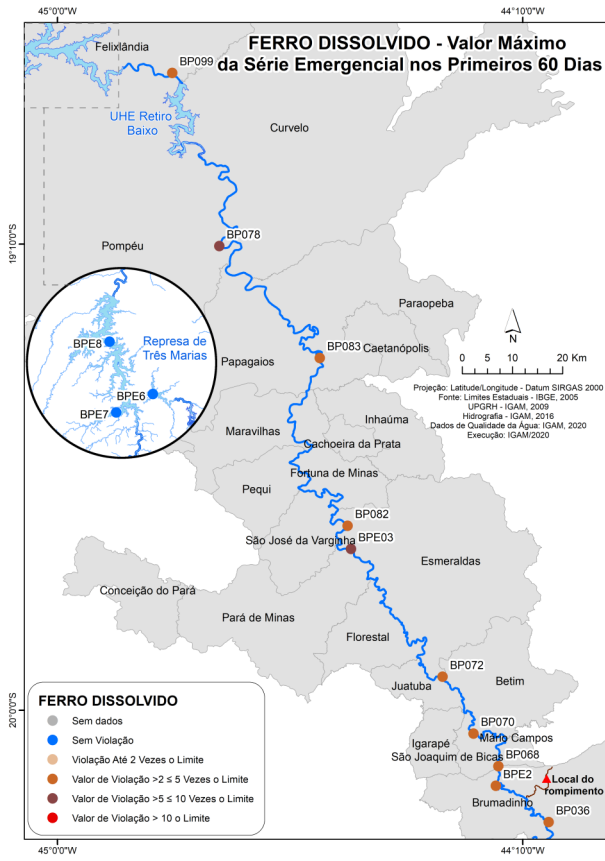 45°0'0"W
44°10'0"W
FERRO DISSOLVIDO - Valor Máximo
da Série Emergencial nos Primeiros 60 Dias
Felixlândia
BP099
UHE Retiro
Baixo
Curvelo
19°10'0"S
BP078
Pompéu
Paraopeba
N
BPE8
Represa de
Três Marias
BP083
Caetanópolis
Papagaios
0 5 10 20 Km
BPE6
BPE7
Projeção: Latitude/Longitude - Datum SIRGAS 2000
Fonte: Limites Estaduais - IBGE, 2005
UPGRH - IGAM, 2009
Hidrografia - IGAM, 2016
Dados de Qualidade da Água: IGAM, 2020
Execução: IGAM/2020
Inhaúma
Maravilhas
Cachoeira da Prata
Fortuna de Minas
Pequi
BP082
São José da Varginha
BPE03
Esmeraldas
Conceição do Pará
Pará de Minas
Florestal
BP072
Juatuba
Betim
20°0'0"S
BP070
Mário Campos
Igarapé
São Joaquim de Bicas
BP068
BPE2
Local do
rompimento
Brumadinho
BP036
FERRO DISSOLVIDO
Sem dados
Sem Violação
Violação Até 2 Vezes o Limite
Valor de Violação >2 ≤ 5 Vezes o Limite
Valor de Violação >5 ≤ 10 Vezes o Limite
Valor de Violação > 10 o Limite
45°0'0"W
44°10'0"W